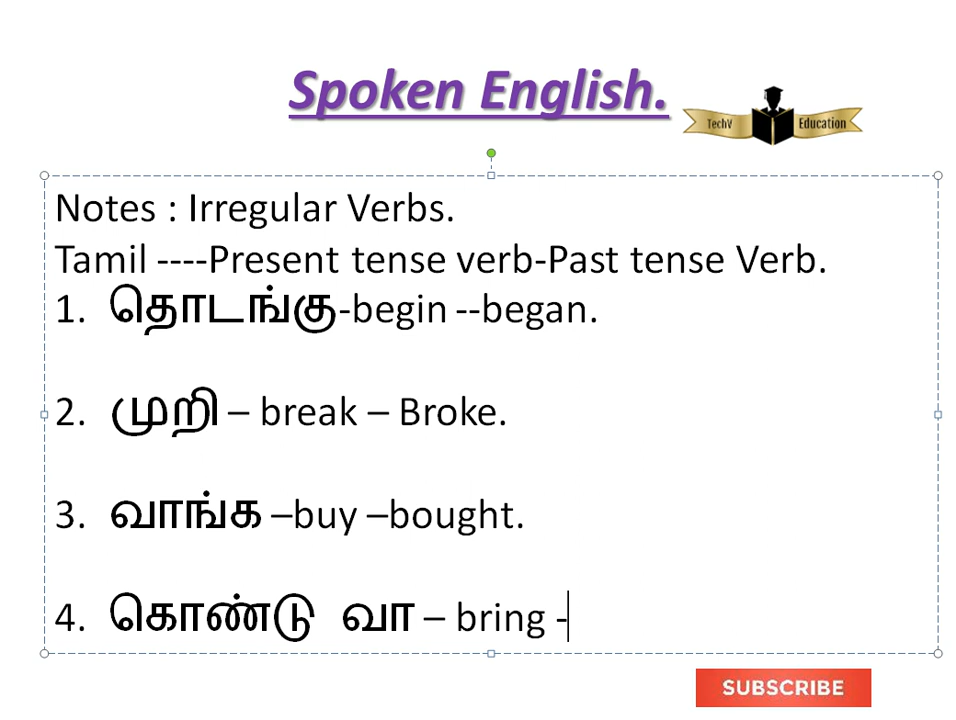 Spoken English.
TechV Education
Notes : Irregular Verbs.
Tamil ----Present tense verb-Past tense Verb.
1. தொடங்கு-begin --began.
2. முறி – break – Broke.
3. வாங்க –buy –bought.
4. கொண்டு வா – bring -
SUBSCRIBE